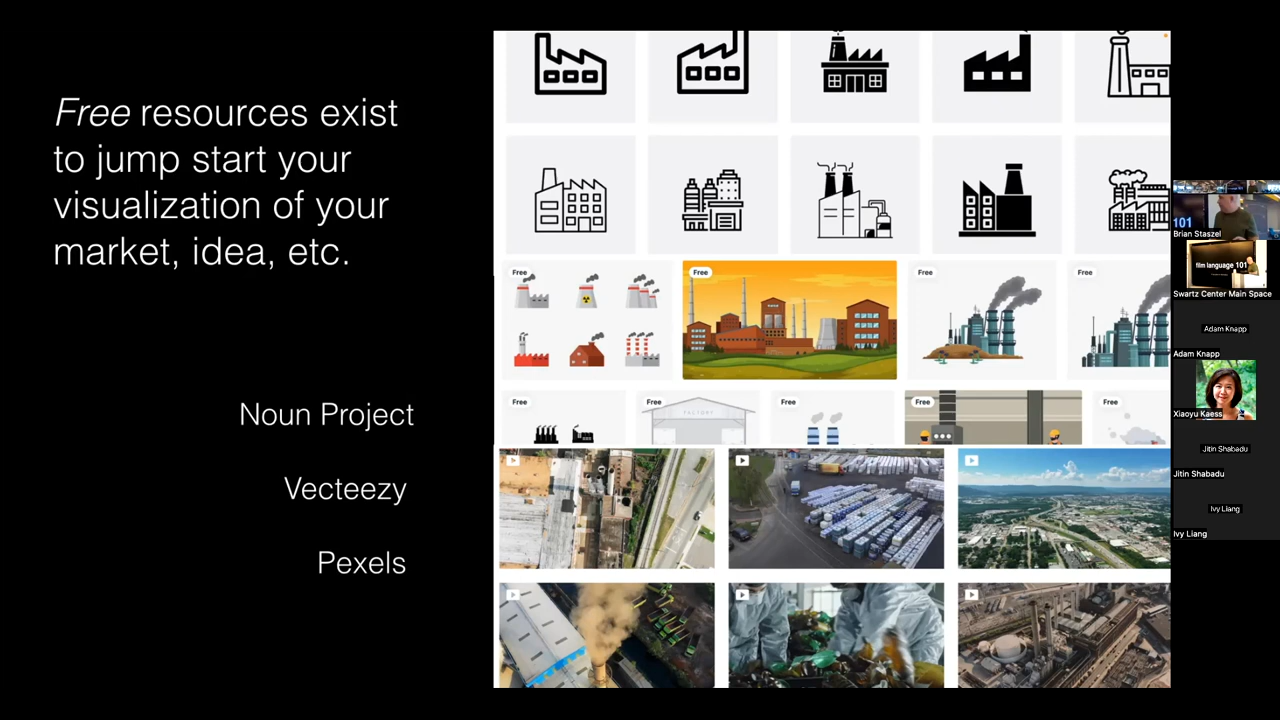 Free resources exist
to jump start your
visualization of your
market, idea, etc.
Noun Project
Vecteezy
Pexels
Free
Free
Free
Free
Free
Free
FACTORY
Free
Free
Free
101
Brian Staszel
film language 101
Swartz Center Main Space
Adam Knapp
Adam Knapp
Xiaoyu Kaess
Jitin Shabadu
Jitin Shabadu
Ivy Liang
Ivy Liang